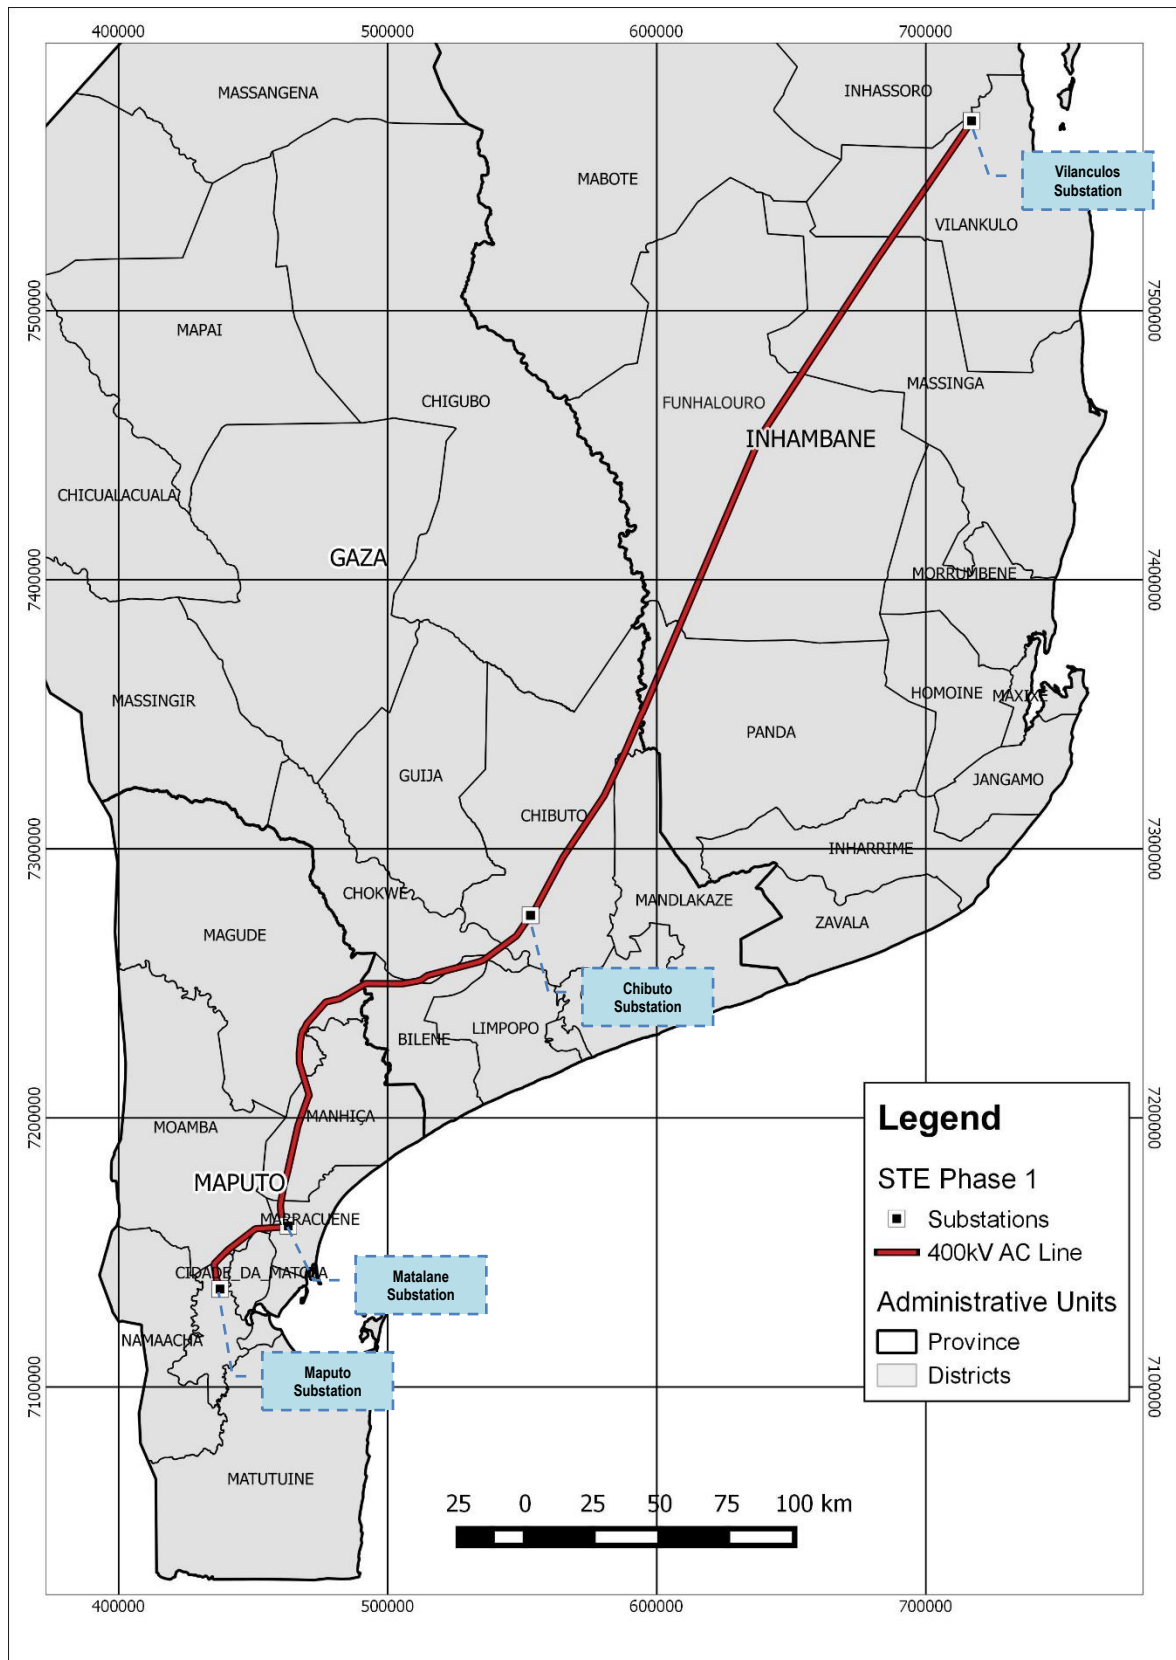 400000
500000
600000
700000
MASSANGENA
INHASSORO
MABOTE
Vilanculos
Substation
VILANKULO
7500000
7500000
MAPAI
CHIGUBO
FUNHALOURO
MASSINGA
INHAMBANE
CHICUALACUALA
GAZA
7400000
7400000
MORRUMBENE
MASSINGIR
HOMOINE
MAXIXE
PANDA
GUIJA
JANGAMO
CHIBUTO
7300000
7300000
INHARRIME
CHOKWE
MANDLAKAZE
ZAVALA
MAGUDE
Chibuto
Substation
LIMPOPO
BILENE
7200000
7200000
MANHIÇA
MOAMBA
MAPUTO
MARRACUENE
Matalane
Substation
NAMAACHA
Maputo
Substation
7100000
7100000
MATUTUINE
Legend
STE Phase 1
Substations
400kV AC Line
Administrative Units
Province
Districts
25 0 25 50 75 100 km
400000
500000
600000
700000